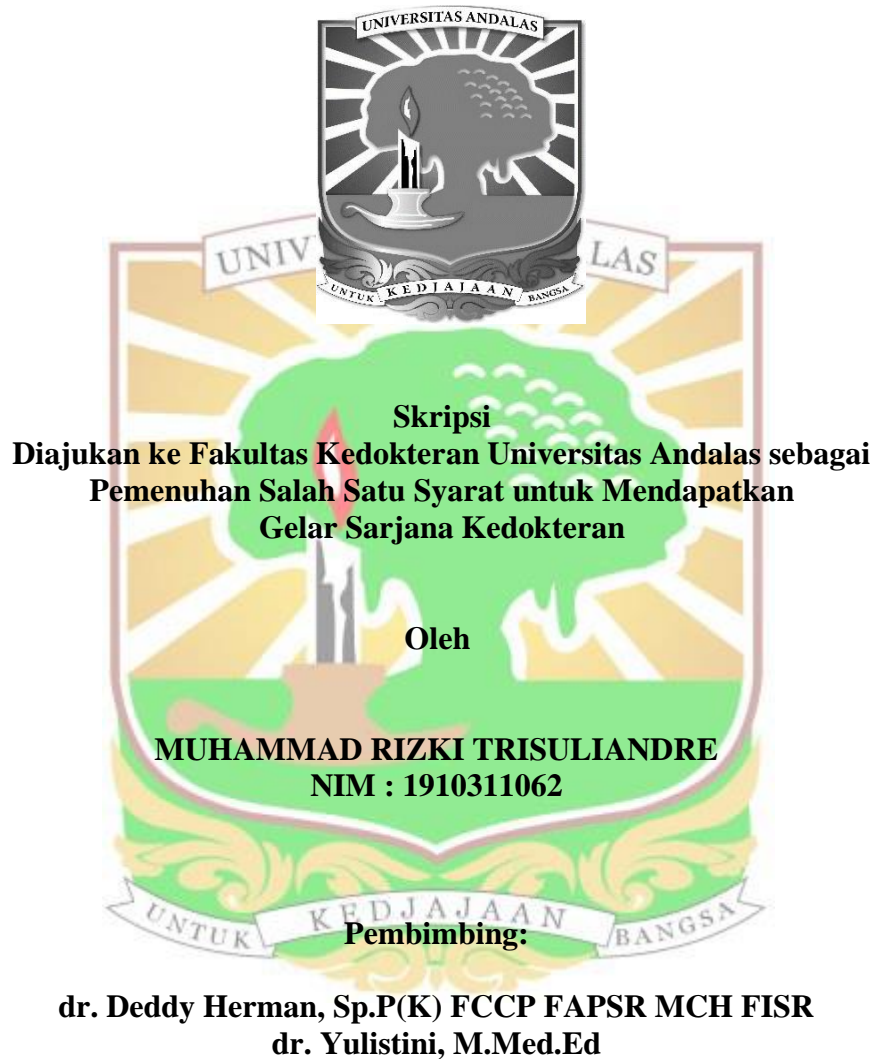 UNIVERSITAS ANDALAS
UNTUK KEDJAJAAN BANGSA
UNIV LAS
Skripsi
Diajukan ke Fakultas Kedokteran Universitas Andalas sebagai
Pemenuhan Salah Satu Syarat untuk Mendapatkan
Gelar Sarjana Kedokteran
Oleh
MUHAMMAD RIZKI TRISULIANDRE
NIM : 1910311062
UNTUK KEDJAJAAN BANGSA
Pembimbing:
dr. Deddy Herman, Sp.P(K) FCCP FAPSR MCH FISR
dr. Yulistini, M.Med.Ed